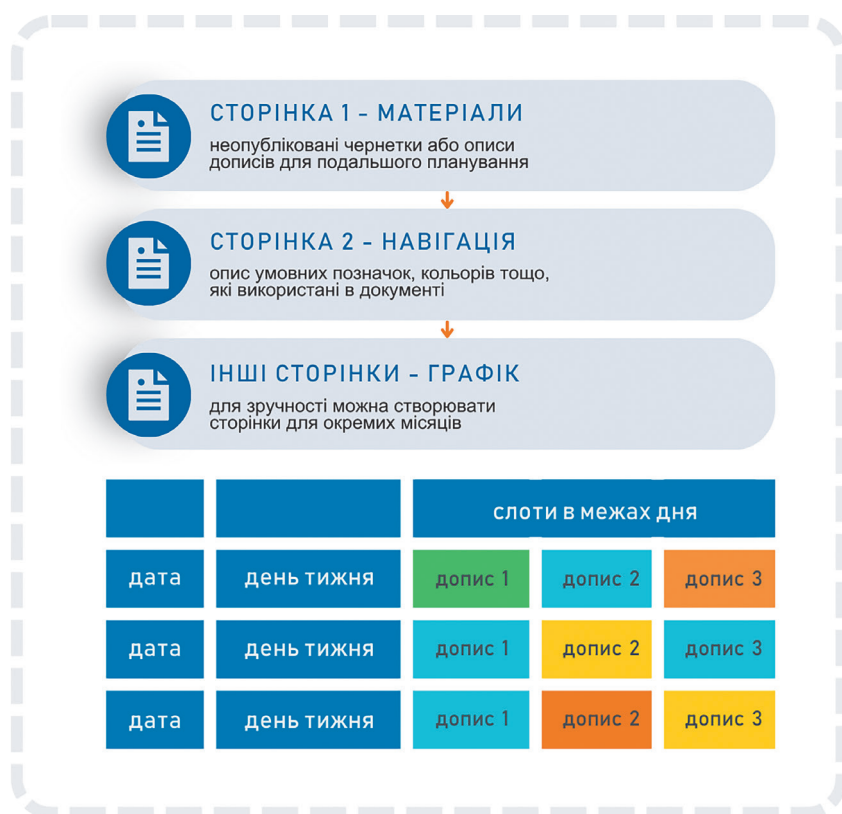 СТОРІНКА 1 - МАТЕРІАЛИ
неопубліковані чернетки або описи
дописів для подальшого планування
СТОРІНКА 2 - НАВІГАЦІЯ
опис умовних позначок, кольорів тощо,
які використані в документі
ІНШІ СТОРІНКИ - ГРАФІК
для зручності можна створювати
сторінки для окремих місяців
слоти в межах дня
дата день тижня допис 1 допис 2 допис 3
дата день тижня допис 1 допис 2 допис 3
дата день тижня допис 1 допис 2 допис 3